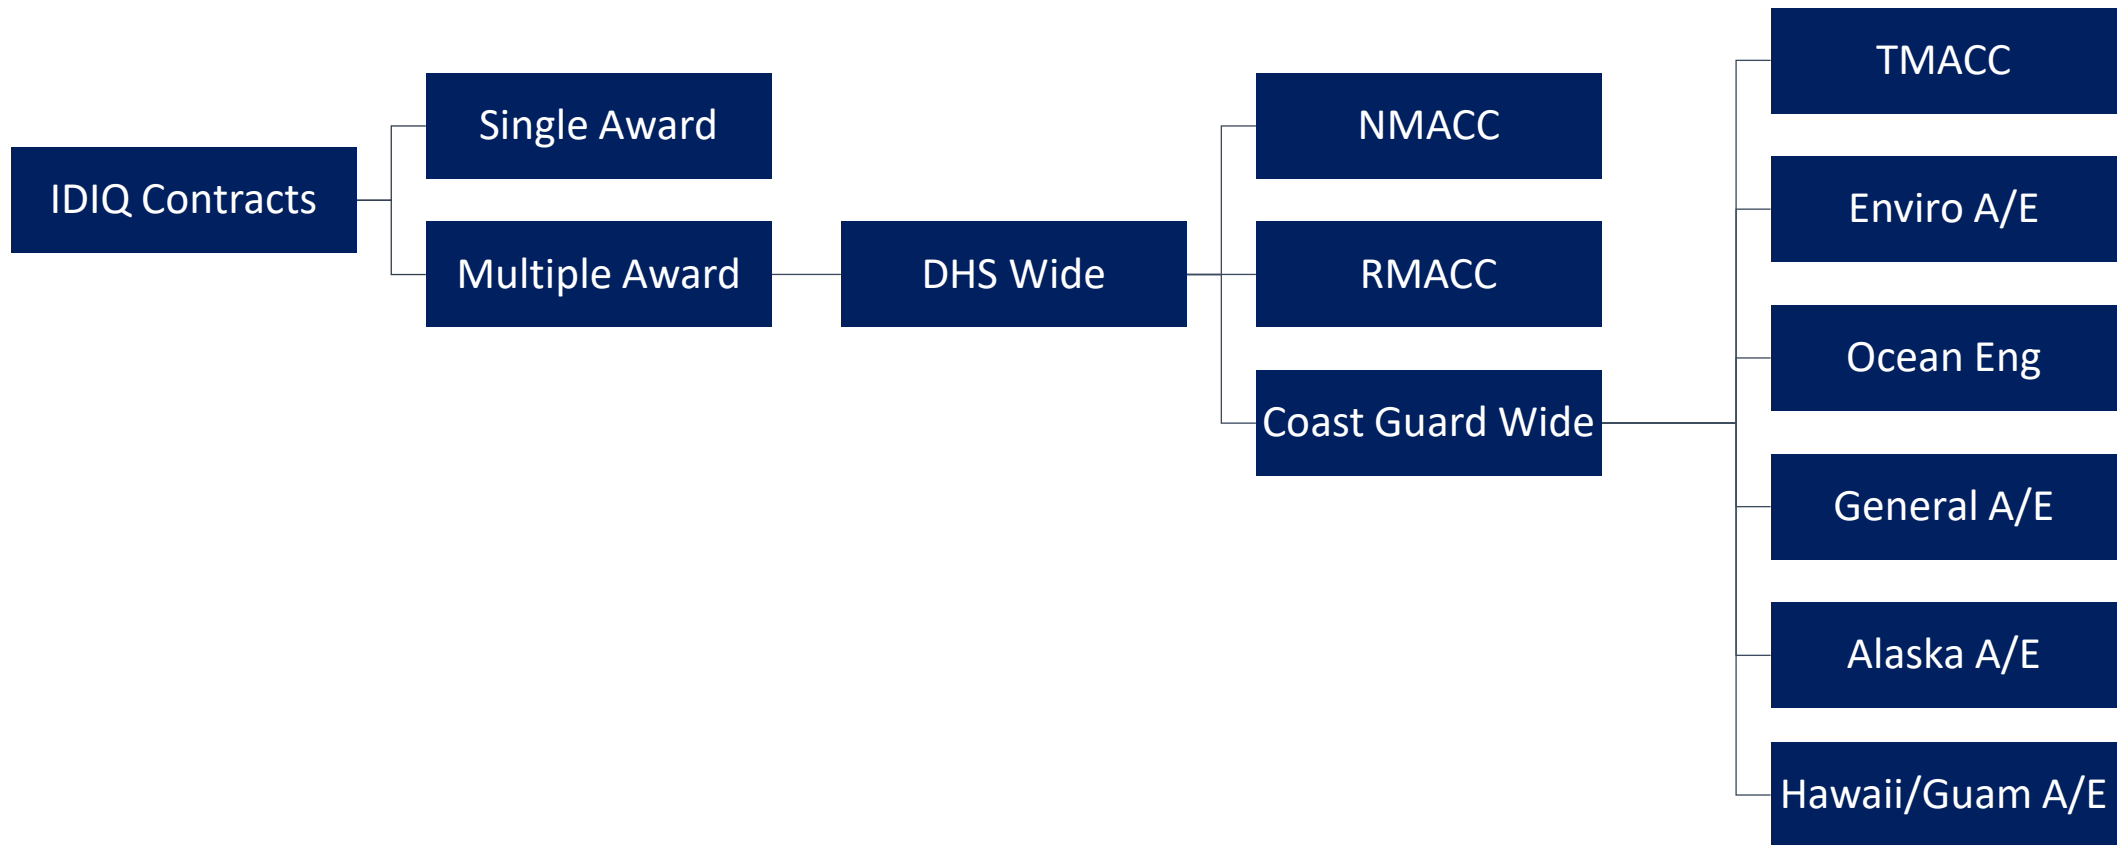 IDIQ Contracts
Single Award
Multiple Award
DHS Wide
NMACC
RMACC
Coast Guard Wide
TMACC
Enviro A/E
Ocean Eng
General A/E
Alaska A/E
Hawaii/Guam A/E